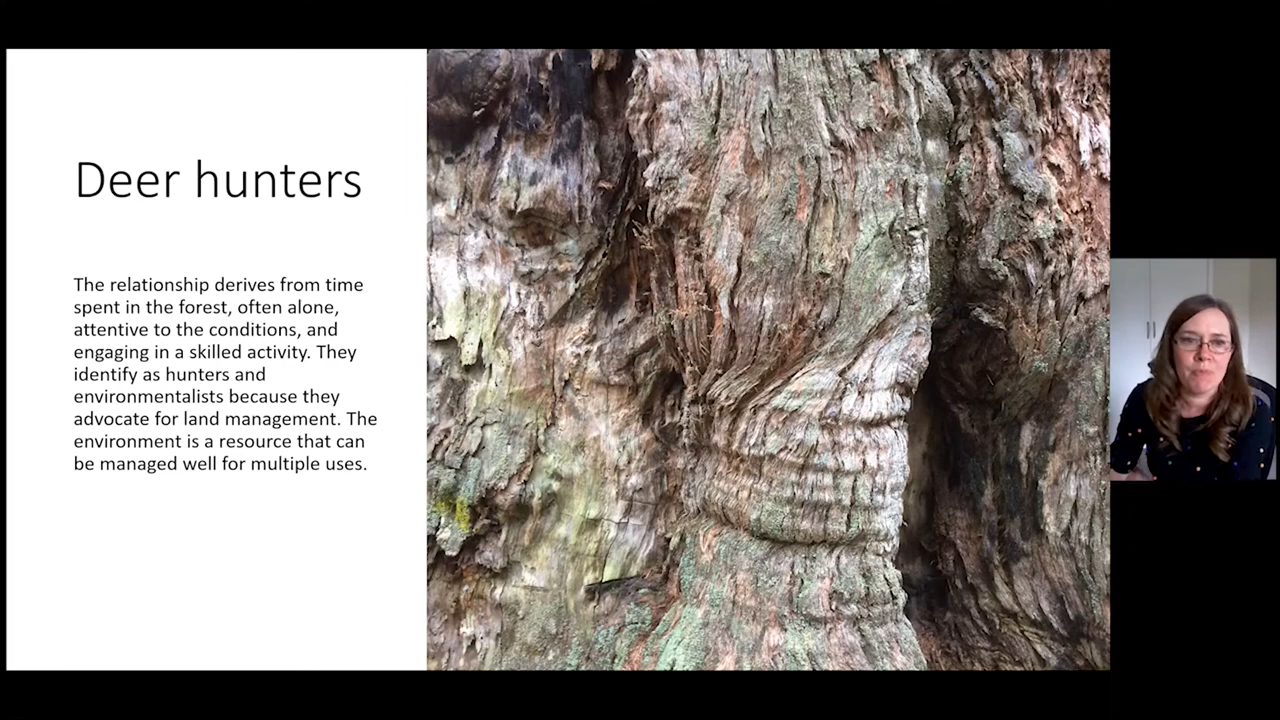 Deer hunters
The relationship derives from time
spent in the forest, often alone,
attentive to the conditions, and
engaging in a skilled activity. They
identify as hunters and
environmentalists because they
advocate for land management. The
environment is a resource that can
be managed well for multiple uses.